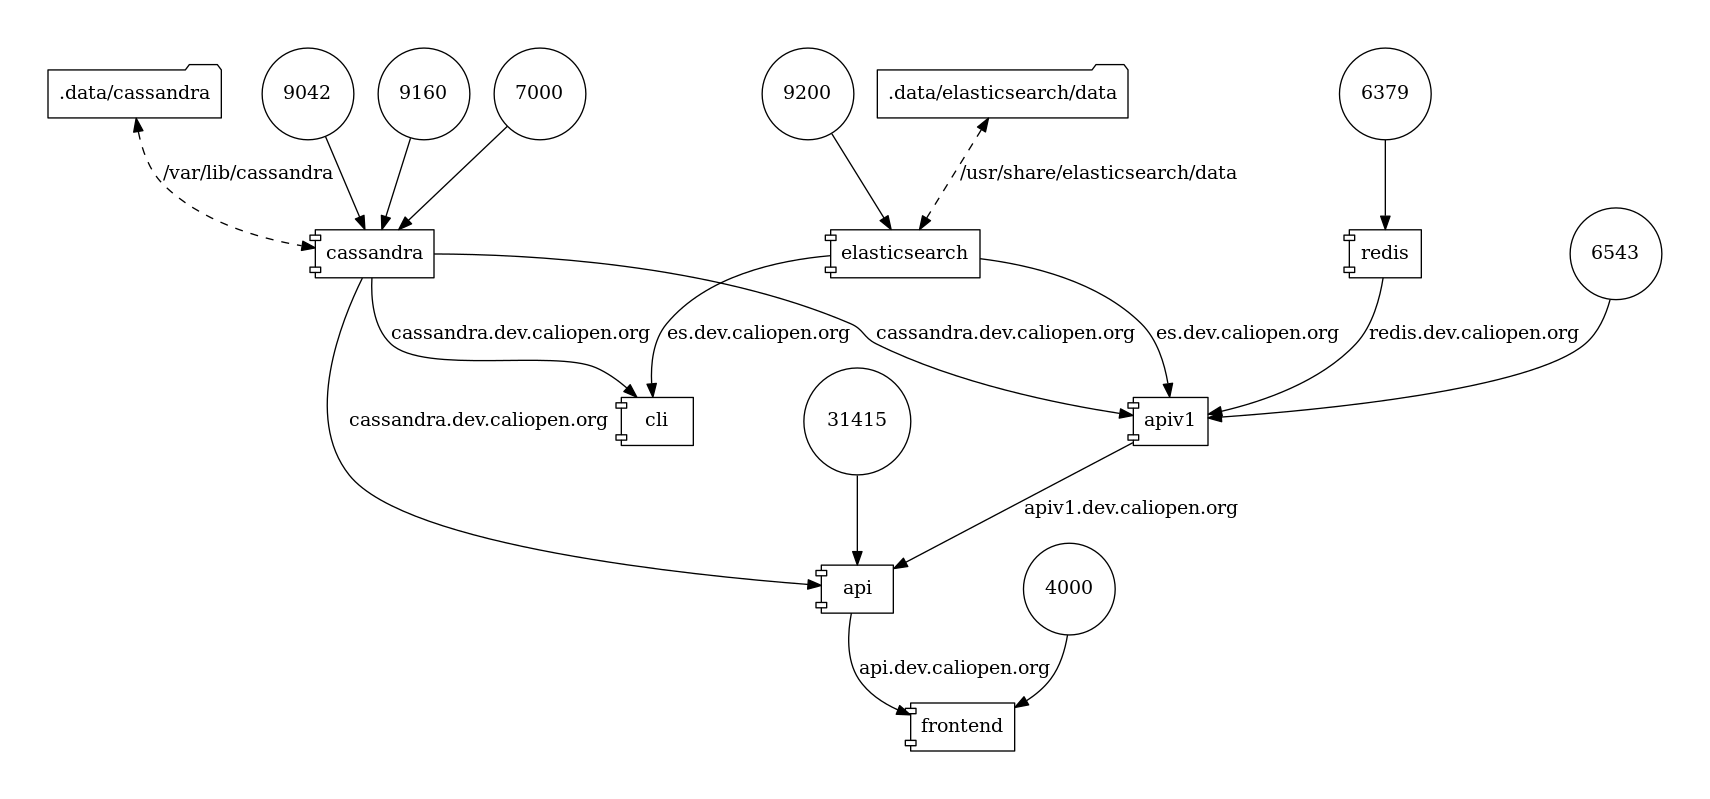 .data/cassandra
9042
9160
7000
9200
.data/elasticsearch/data
6379
/var/lib/cassandra
/usr/share/elasticsearch/data
cassandra
elasticsearch
redis
6543
cassandra.dev.caliopen.org
es.dev.caliopen.org
cassandra.dev.caliopen.org
es.dev.caliopen.org
redis.dev.caliopen.org
cassandra.dev.caliopen.org
cli
31415
apiv1
apiv1.dev.caliopen.org
api
4000
api.dev.caliopen.org
frontend